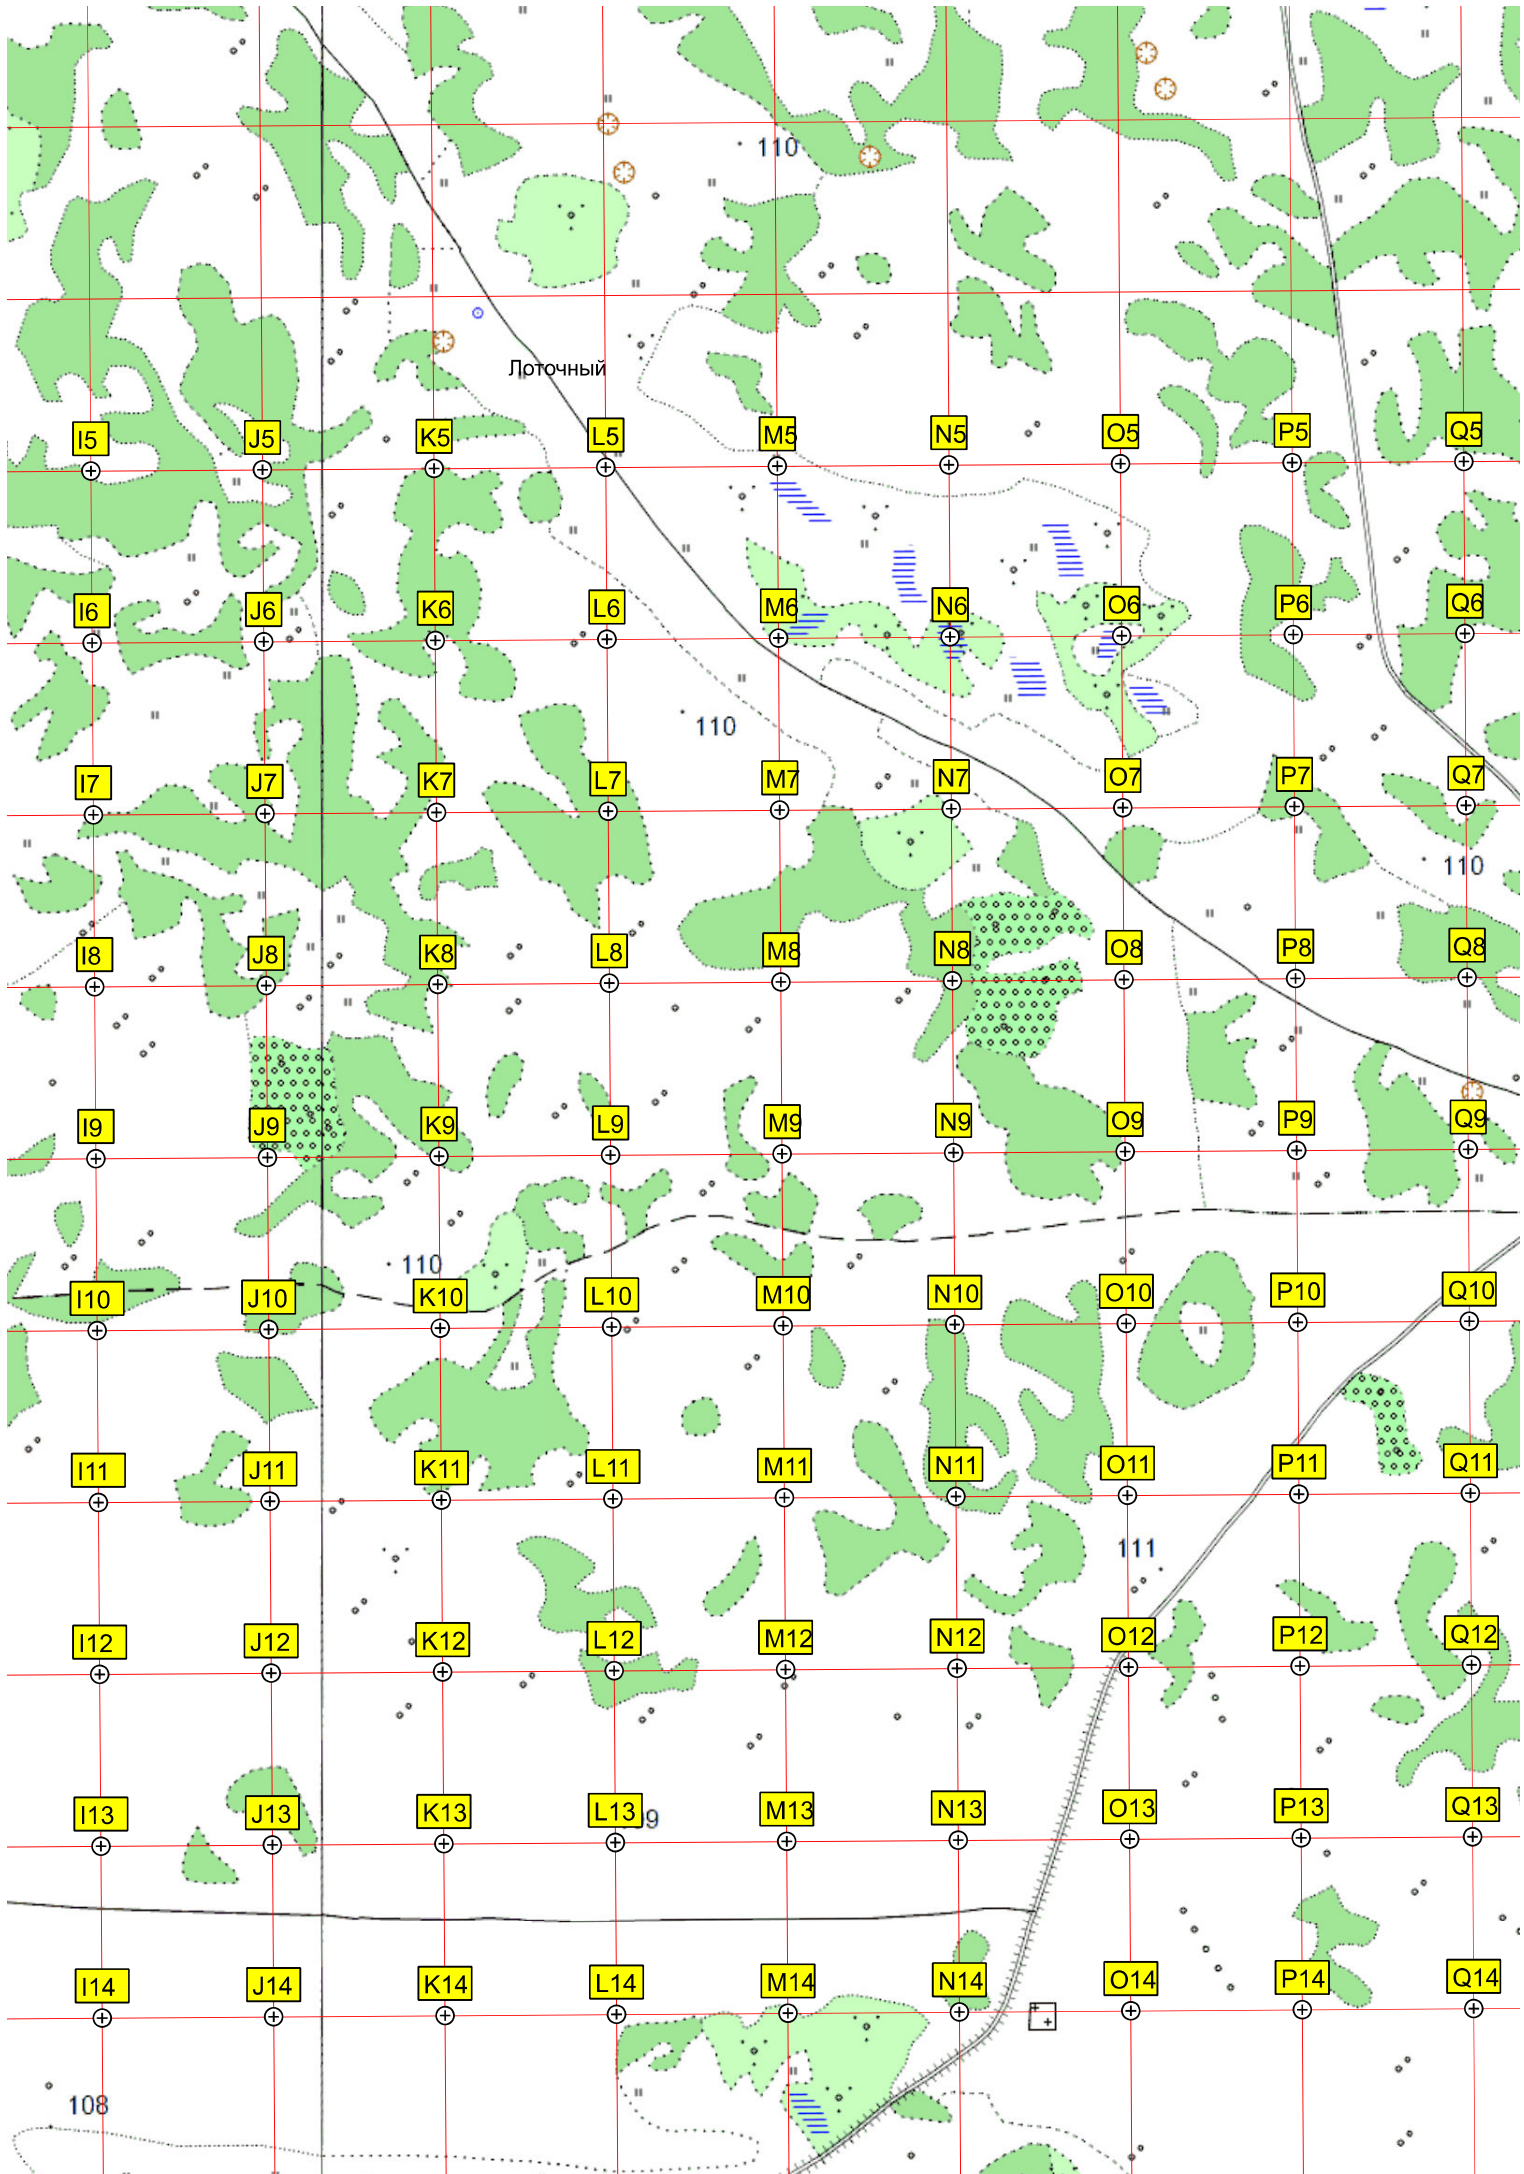 110
Лоточный
I5 J5 K5 L5 M5 N5 O5 P5 Q5
I6 J6 K6 L6 M6 N6 O6 P6 Q6
110
I7 J7 K7 L7 M7 N7 O7 P7 Q7
110
I8 J8 K8 L8 M8 N8 O8 P8 Q8
I9 J9 K9 L9 M9 N9 O9 P9 Q9
110
I10 J10 K10 L10 M10 N10 O10 P10 Q10
I11 J11 K11 L11 M11 N11 O11 P11 Q11
111
I12 J12 K12 L12 M12 N12 O12 P12 Q12
I13 J13 K13 L13 M13 N13 O13 P13 Q13
I14 J14 K14 L14 M14 N14 O14 P14 Q14
108